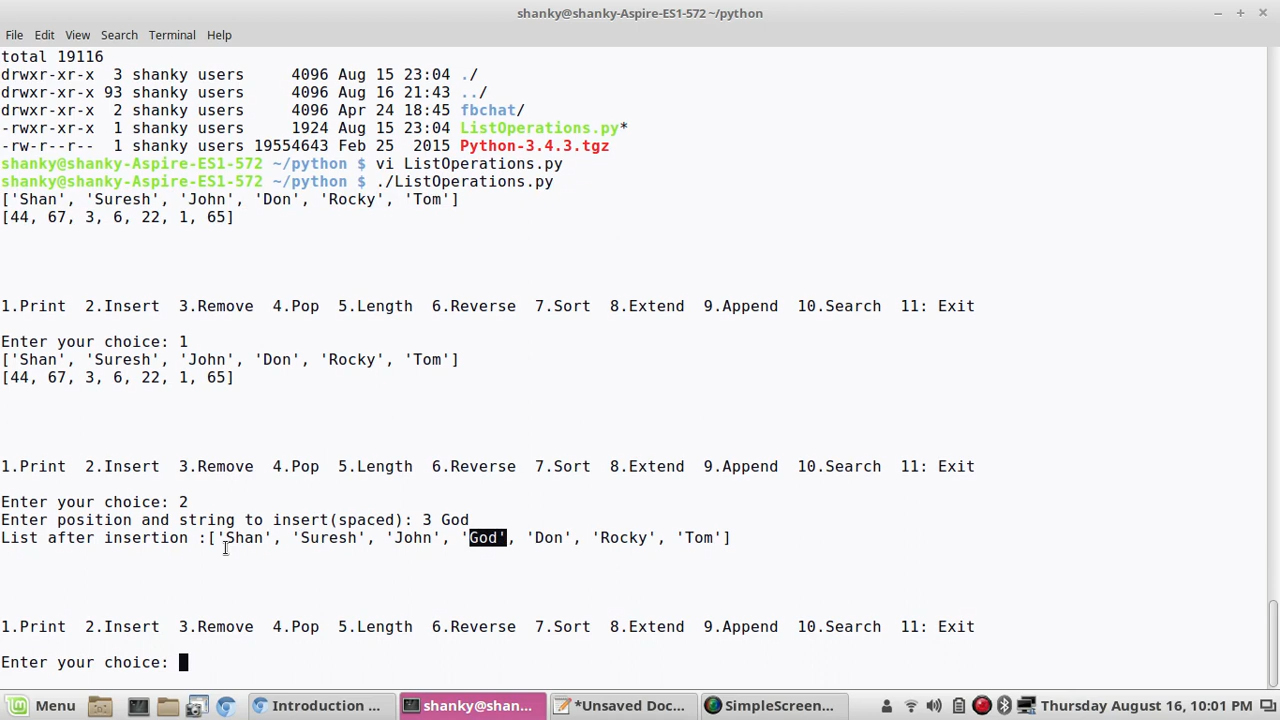 shanky@shanky-Aspire-ES1-572 ~/python
File Edit View Search Terminal Help
total 19116
drwxr-xr-x  3 shanky users     4096 Aug 15 23:04 ./
drwxr-xr-x 93 shanky users     4096 Aug 16 21:43 ../
drwxr-xr-x  2 shanky users     4096 Apr 24 18:45 fbchat/
-rwxr-xr-x  1 shanky users     1924 Aug 15 23:04 ListOperations.py*
-rw-r--r--  1 shanky users 19554643 Feb 25  2015 Python-3.4.3.tgz
shanky@shanky-Aspire-ES1-572 ~/python $ vi ListOperations.py
shanky@shanky-Aspire-ES1-572 ~/python $ ./ListOperations.py
['Shan', 'Suresh', 'John', 'Don', 'Rocky', 'Tom']
[44, 67, 3, 6, 22, 1, 65]
1.Print  2.Insert  3.Remove  4.Pop  5.Length  6.Reverse  7.Sort  8.Extend  9.Append  10.Search  11: Exit
Enter your choice: 1
['Shan', 'Suresh', 'John', 'Don', 'Rocky', 'Tom']
[44, 67, 3, 6, 22, 1, 65]
1.Print  2.Insert  3.Remove  4.Pop  5.Length  6.Reverse  7.Sort  8.Extend  9.Append  10.Search  11: Exit
Enter your choice: 2
Enter position and string to insert(spaced): 3 God
List after insertion :['Shan', 'Suresh', 'John', 'God', 'Don', 'Rocky', 'Tom']
1.Print  2.Insert  3.Remove  4.Pop  5.Length  6.Reverse  7.Sort  8.Extend  9.Append  10.Search  11: Exit
Enter your choice:
Menu Introduction ... shanky@shan... *Unsaved Doc... SimpleScreen... Thursday August 16, 10:01 PM